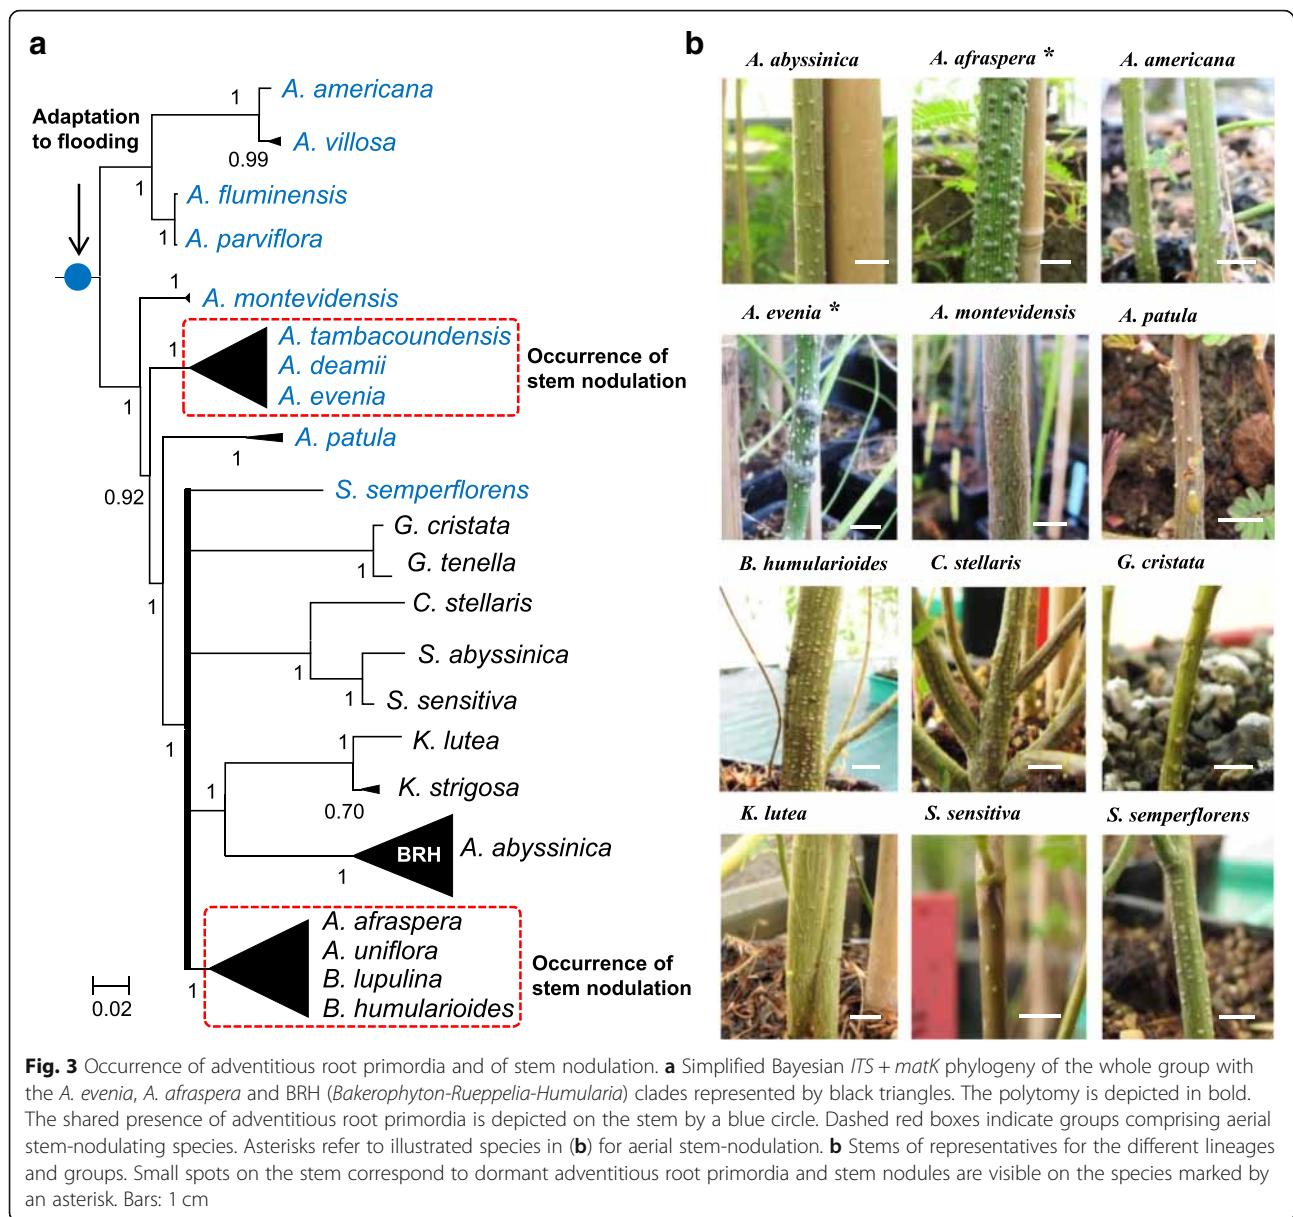 a
Adaptation
to flooding
1
A. americana
A. villosa
0.99
1
A. fluminensis
1
A. parviflora
1
A. montevidensis
1
A. tambacoundensis
A. deamii
A. evenia
Occurrence of
stem nodulation
1
A. patula
1
0.92
S. semperflorens
G. cristata
1
G. tenella
1
C. stellaris
1
S. abyssinica
1
S. sensitiva
1
1
K. lutea
1
K. strigosa
0.70
BRH
A. abyssinica
1
A. afraspera
A. uniflora
B. lupulina
B. humularioides
1
Occurrence of
stem nodulation
0.02
b
A. abyssinica
A. afraspera *
A. americana
A. evenia *
A. montevidensis
A. patula
B. humularioides
C. stellaris
G. cristata
K. lutea
S. sensitiva
S. semperflorens
Fig. 3 Occurrence of adventitious root primordia and of stem nodulation. a Simplified Bayesian ITS + matK phylogeny of the whole group with
the A. evenia, A. afraspera and BRH (Bakerophyton-Rueppelia-Humularia) clades represented by black triangles. The polytomy is depicted in bold.
The shared presence of adventitious root primordia is depicted on the stem by a blue circle. Dashed red boxes indicate groups comprising aerial
stem-nodulating species. Asterisks refer to illustrated species in (b) for aerial stem-nodulation. b Stems of representatives for the different lineages
and groups. Small spots on the stem correspond to dormant adventitious root primordia and stem nodules are visible on the species marked by
an asterisk. Bars: 1 cm